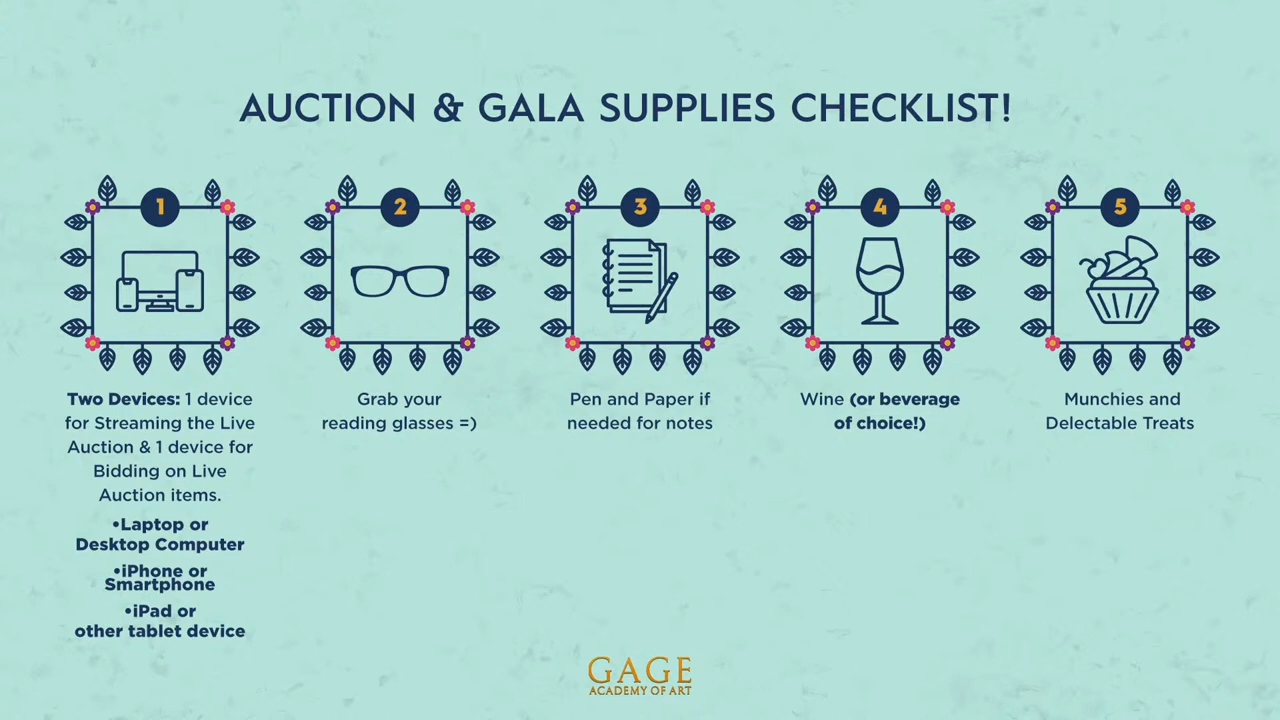 AUCTION & GALA SUPPLIES CHECKLIST!
1
Two Devices: 1 device
for Streaming the Live
Auction & 1 device for
Bidding on Live
Auction items.
•Laptop or
Desktop Computer
•iPhone or
Smartphone
•iPad or
other tablet device
2
Grab your
reading glasses =)
3
Pen and Paper if
needed for notes
4
Wine (or beverage
of choice!)
5
Munchies and
Delectable Treats
GAGE
ACADEMY OF ART